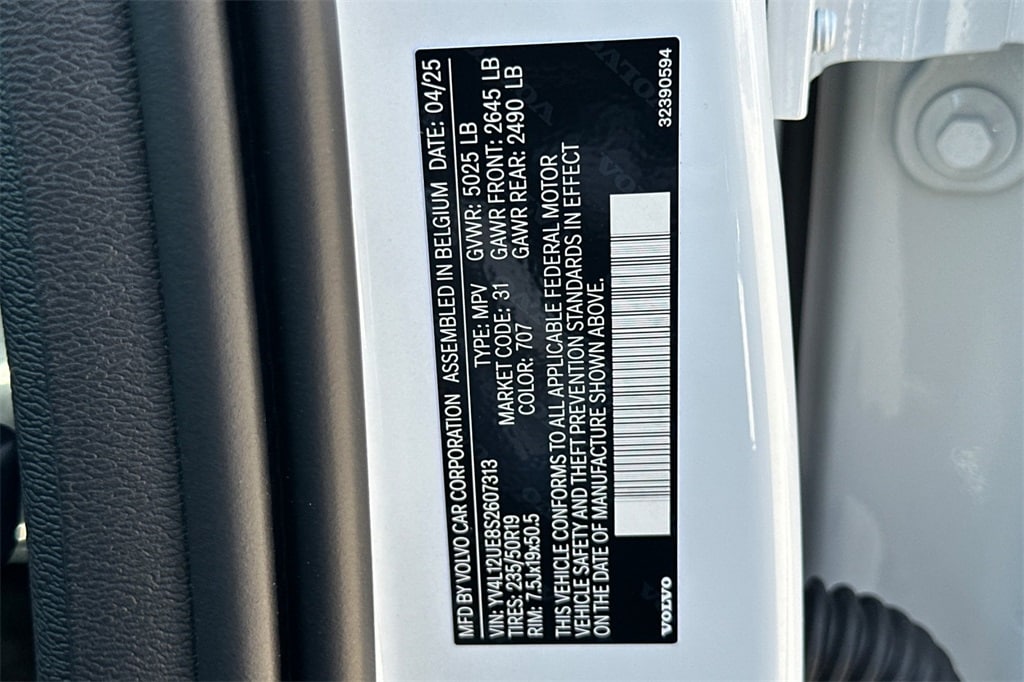 MFD BY VOLVO CAR CORPORATION ASSEMBLED IN BELGIUM DATE: 04/25
VIN: YV4L12UE8S2607313 TYPE: MPV GVWR: 5025 LB
TIRES: 235/50R19 MARKET CODE: 31 GAWR FRONT: 2645 LB
RIM: 7.5Jx19x50.5 COLOR: 707 GAWR REAR: 2490 LB
THIS VEHICLE CONFORMS TO ALL APPLICABLE FEDERAL MOTOR
VEHICLE SAFETY AND THEFT PREVENTION STANDARDS IN EFFECT
ON THE DATE OF MANUFACTURE SHOWN ABOVE.
VOLVO 32390594